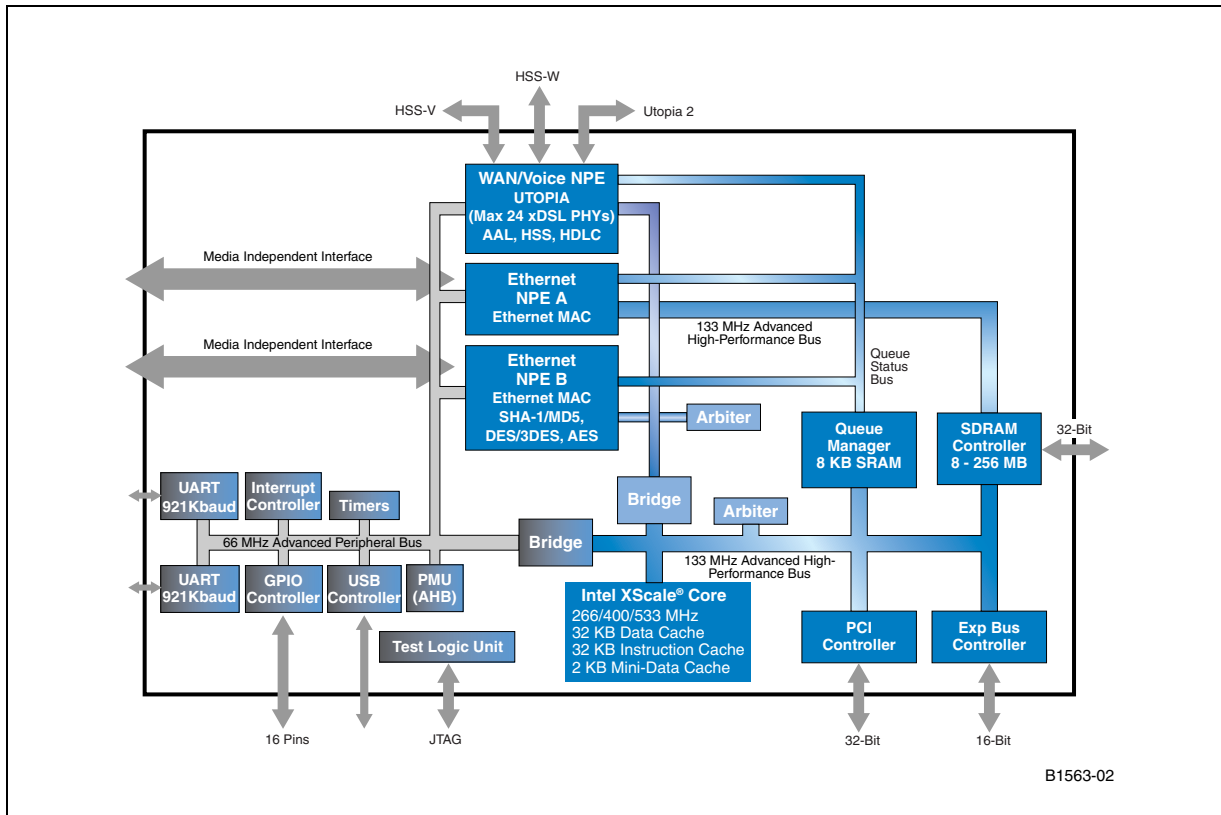 HSS-W
HSS-V
Utopia 2
WAN/Voice NPE
UTOPIA
(Max 24 xDSL PHYs)
AAL, HSS, HDLC
Media Independent Interface
Ethernet
NPE A
Ethernet MAC
133 MHz Advanced
High-Performance Bus
Media Independent Interface
Ethernet
NPE B
Ethernet MAC
SHA-1/MD5,
DES/3DES, AES
Queue
Status
Bus
Arbiter
Queue
Manager
8 KB SRAM
SDRAM
Controller
8 - 256 MB
32-Bit
UART
921Kbaud
Interrupt
Controller
Timers
Bridge
Arbiter
66 MHz Advanced Peripheral Bus
Bridge
133 MHz Advanced High-
Performance Bus
UART
921Kbaud
GPIO
Controller
USB
Controller
PMU
(AHB)
Intel XScale® Core
266/400/533 MHz
32 KB Data Cache
32 KB Instruction Cache
2 KB Mini-Data Cache
PCI
Controller
Exp Bus
Controller
Test Logic Unit
16 Pins
JTAG
32-Bit
16-Bit
B1563-02